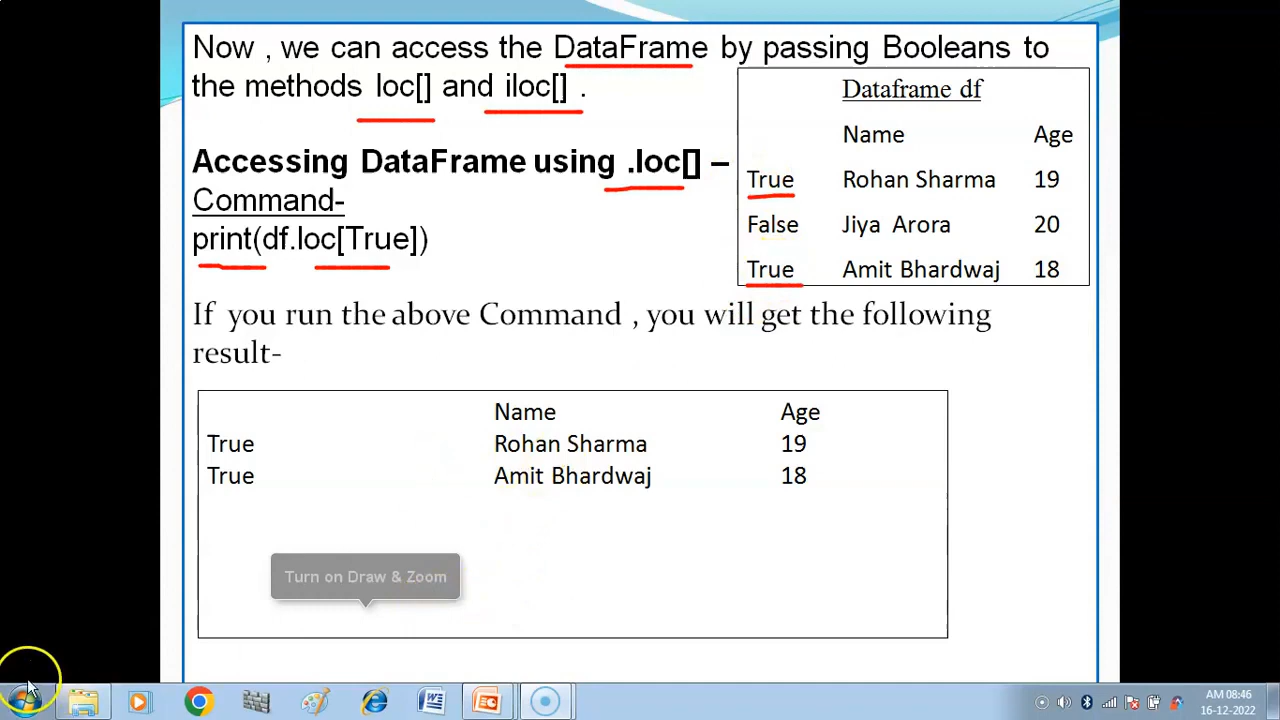 Now , we can access the DataFrame by passing Booleans to
the methods loc[] and iloc[] .
Accessing DataFrame using .loc[] –
Command-
print(df.loc[True])
Dataframe df
Name Age
True Rohan Sharma 19
False Jiya Arora 20
True Amit Bhardwaj 18
If you run the above Command , you will get the following
result-
Name Age
True Rohan Sharma 19
True Amit Bhardwaj 18
Turn on Draw & Zoom
AM 08:46
16-12-2022